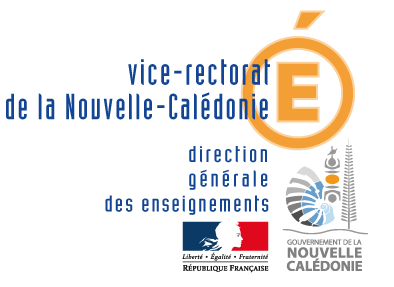 vice-rectorat
de la Nouvelle-Calédonie
É
direction
générale
des enseignements
Liberté • Égalité • Fraternité
RÉPUBLIQUE FRANÇAISE
GOUVERNEMENT DE LA
NOUVELLE
CALÉDONIE